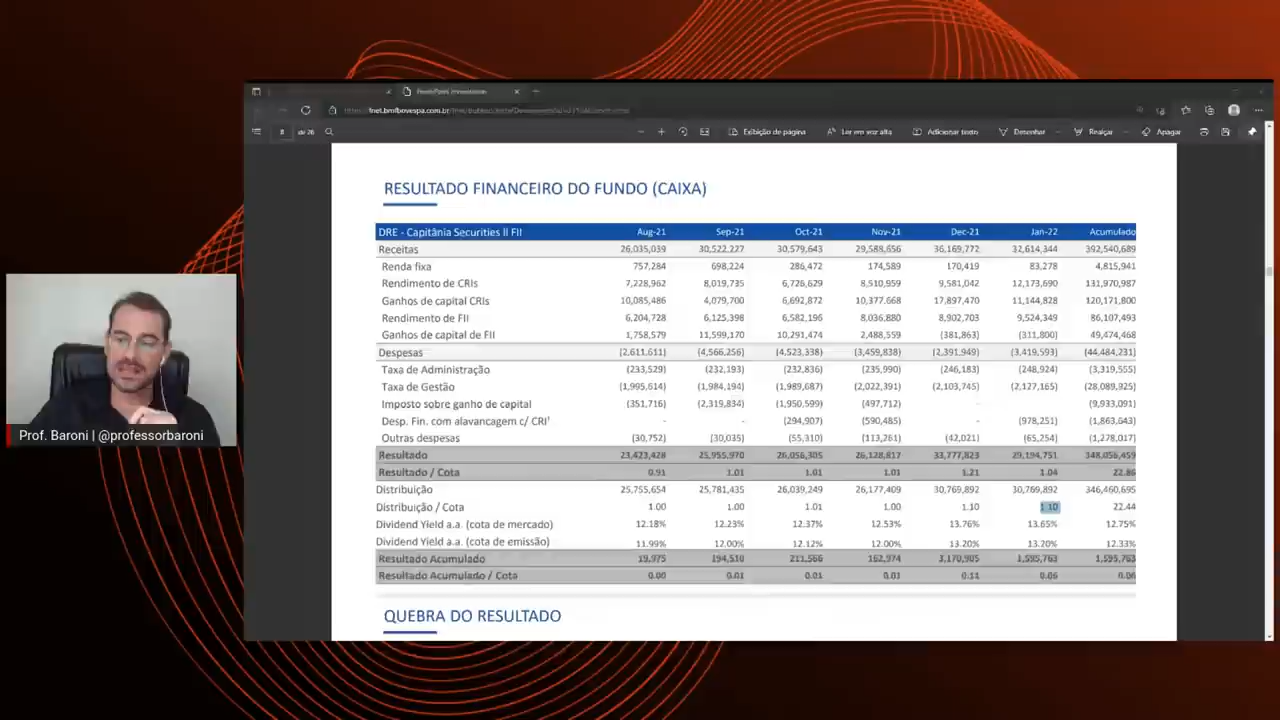 fnet.bmfbovespa.com.br
8 de 26
Exibição de página
Ler em voz alta
Adicionar texto
Desenhar
Realçar
Apagar
RESULTADO FINANCEIRO DO FUNDO (CAIXA)
DRE - Capitânia Securities II FII Aug-21 Sep-21 Oct-21 Nov-21 Dec-21 Jan-22 Acumulado
Receitas 26,035,039 30,522,227 30,579,643 29,588,656 36,169,772 32,614,344 392,540,689
Renda fixa 757,284 698,224 286,472 174,589 170,419 83,278 4,815,941
Rendimento de CRIs 7,228,962 8,019,735 6,726,629 8,510,959 9,581,042 12,173,690 131,970,987
Ganhos de capital CRIs 10,085,486 4,079,700 6,692,872 10,377,668 17,897,470 11,144,828 120,171,800
Rendimento de FII 6,204,728 6,125,398 6,582,196 8,036,880 8,902,703 9,524,349 86,107,493
Ganhos de capital de FII 1,758,579 11,599,170 10,291,474 2,488,559 (381,863) (311,800) 49,474,468
Despesas (2,611,611) (4,566,256) (4,523,338) (3,459,838) (2,391,949) (3,419,593) (44,484,231)
Taxa de Administração (233,529) (232,193) (232,836) (235,990) (246,183) (248,924) (3,319,555)
Taxa de Gestão (1,995,614) (1,984,194) (1,989,687) (2,022,391) (2,103,745) (2,127,165) (28,089,925)
Imposto sobre ganho de capital (351,716) (2,319,834) (1,950,599) (497,712) - - (9,933,091)
Desp. Fin. com alavancagem c/ CRI¹ - - (294,907) (590,485) - (978,251) (1,863,643)
Outras despesas (30,752) (30,035) (55,310) (113,261) (42,021) (65,254) (1,278,017)
Resultado 23,423,428 25,955,970 26,056,305 26,128,817 33,777,823 29,194,751 348,056,459
Resultado / Cota 0.91 1.01 1.01 1.01 1.21 1.04 22.86
Distribuição 25,755,654 25,781,435 26,039,249 26,177,409 30,769,892 30,769,892 346,460,695
Distribuição / Cota 1.00 1.00 1.01 1.00 1.10 1.10 22.44
Dividend Yield a.a. (cota de mercado) 12.18% 12.23% 12.37% 12.53% 13.76% 13.65% 12.75%
Dividend Yield a.a. (cota de emissão) 11.99% 12.00% 12.12% 12.00% 13.20% 13.20% 12.33%
Resultado Acumulado 19,975 194,510 211,566 162,974 3,170,905 1,595,763 1,595,763
Resultado Acumulado / Cota 0.00 0.01 0.01 0.01 0.11 0.06 0.06
QUEBRA DO RESULTADO
Prof. Baroni | @professorbaroni